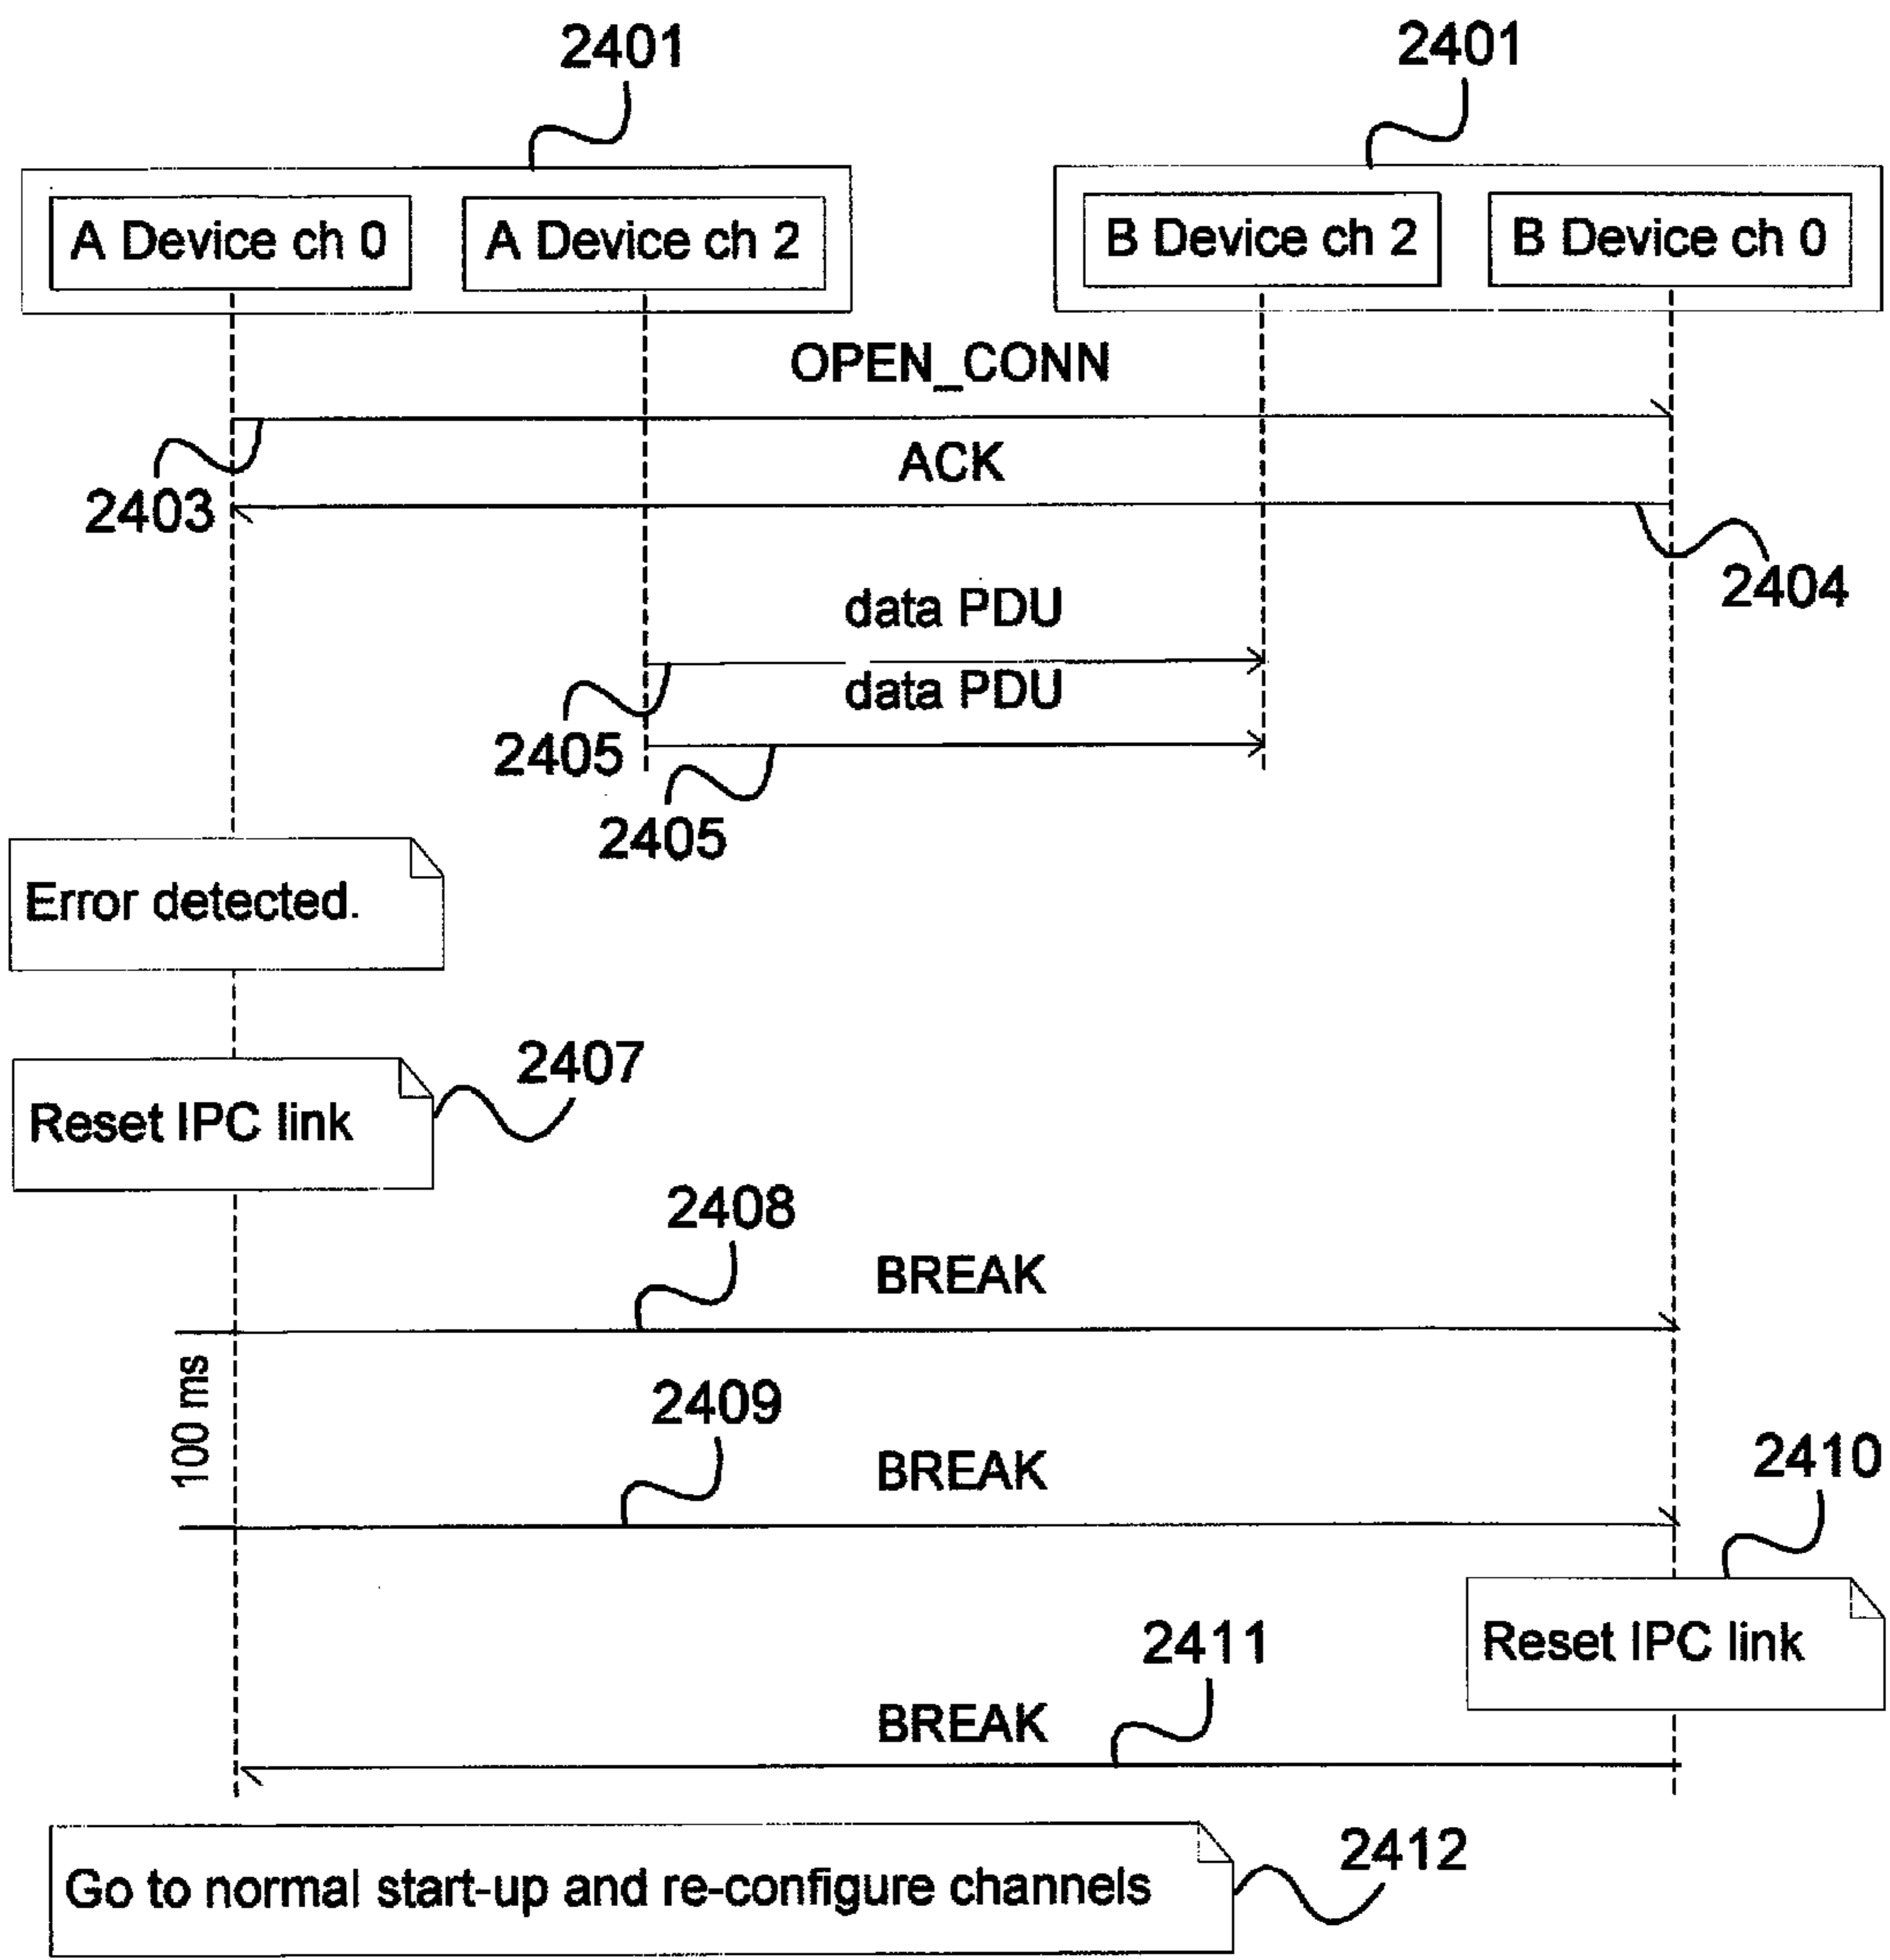 2401
2401
A Device ch 0
A Device ch 2
B Device ch 2
B Device ch 0
OPEN_CONN
ACK
2403
2404
data PDU
data PDU
2405
2405
Error detected.
2407
Reset IPC link
2408
BREAK
100 ms
2409
BREAK
2410
Reset IPC link
2411
BREAK
Go to normal start-up and re-configure channels
2412